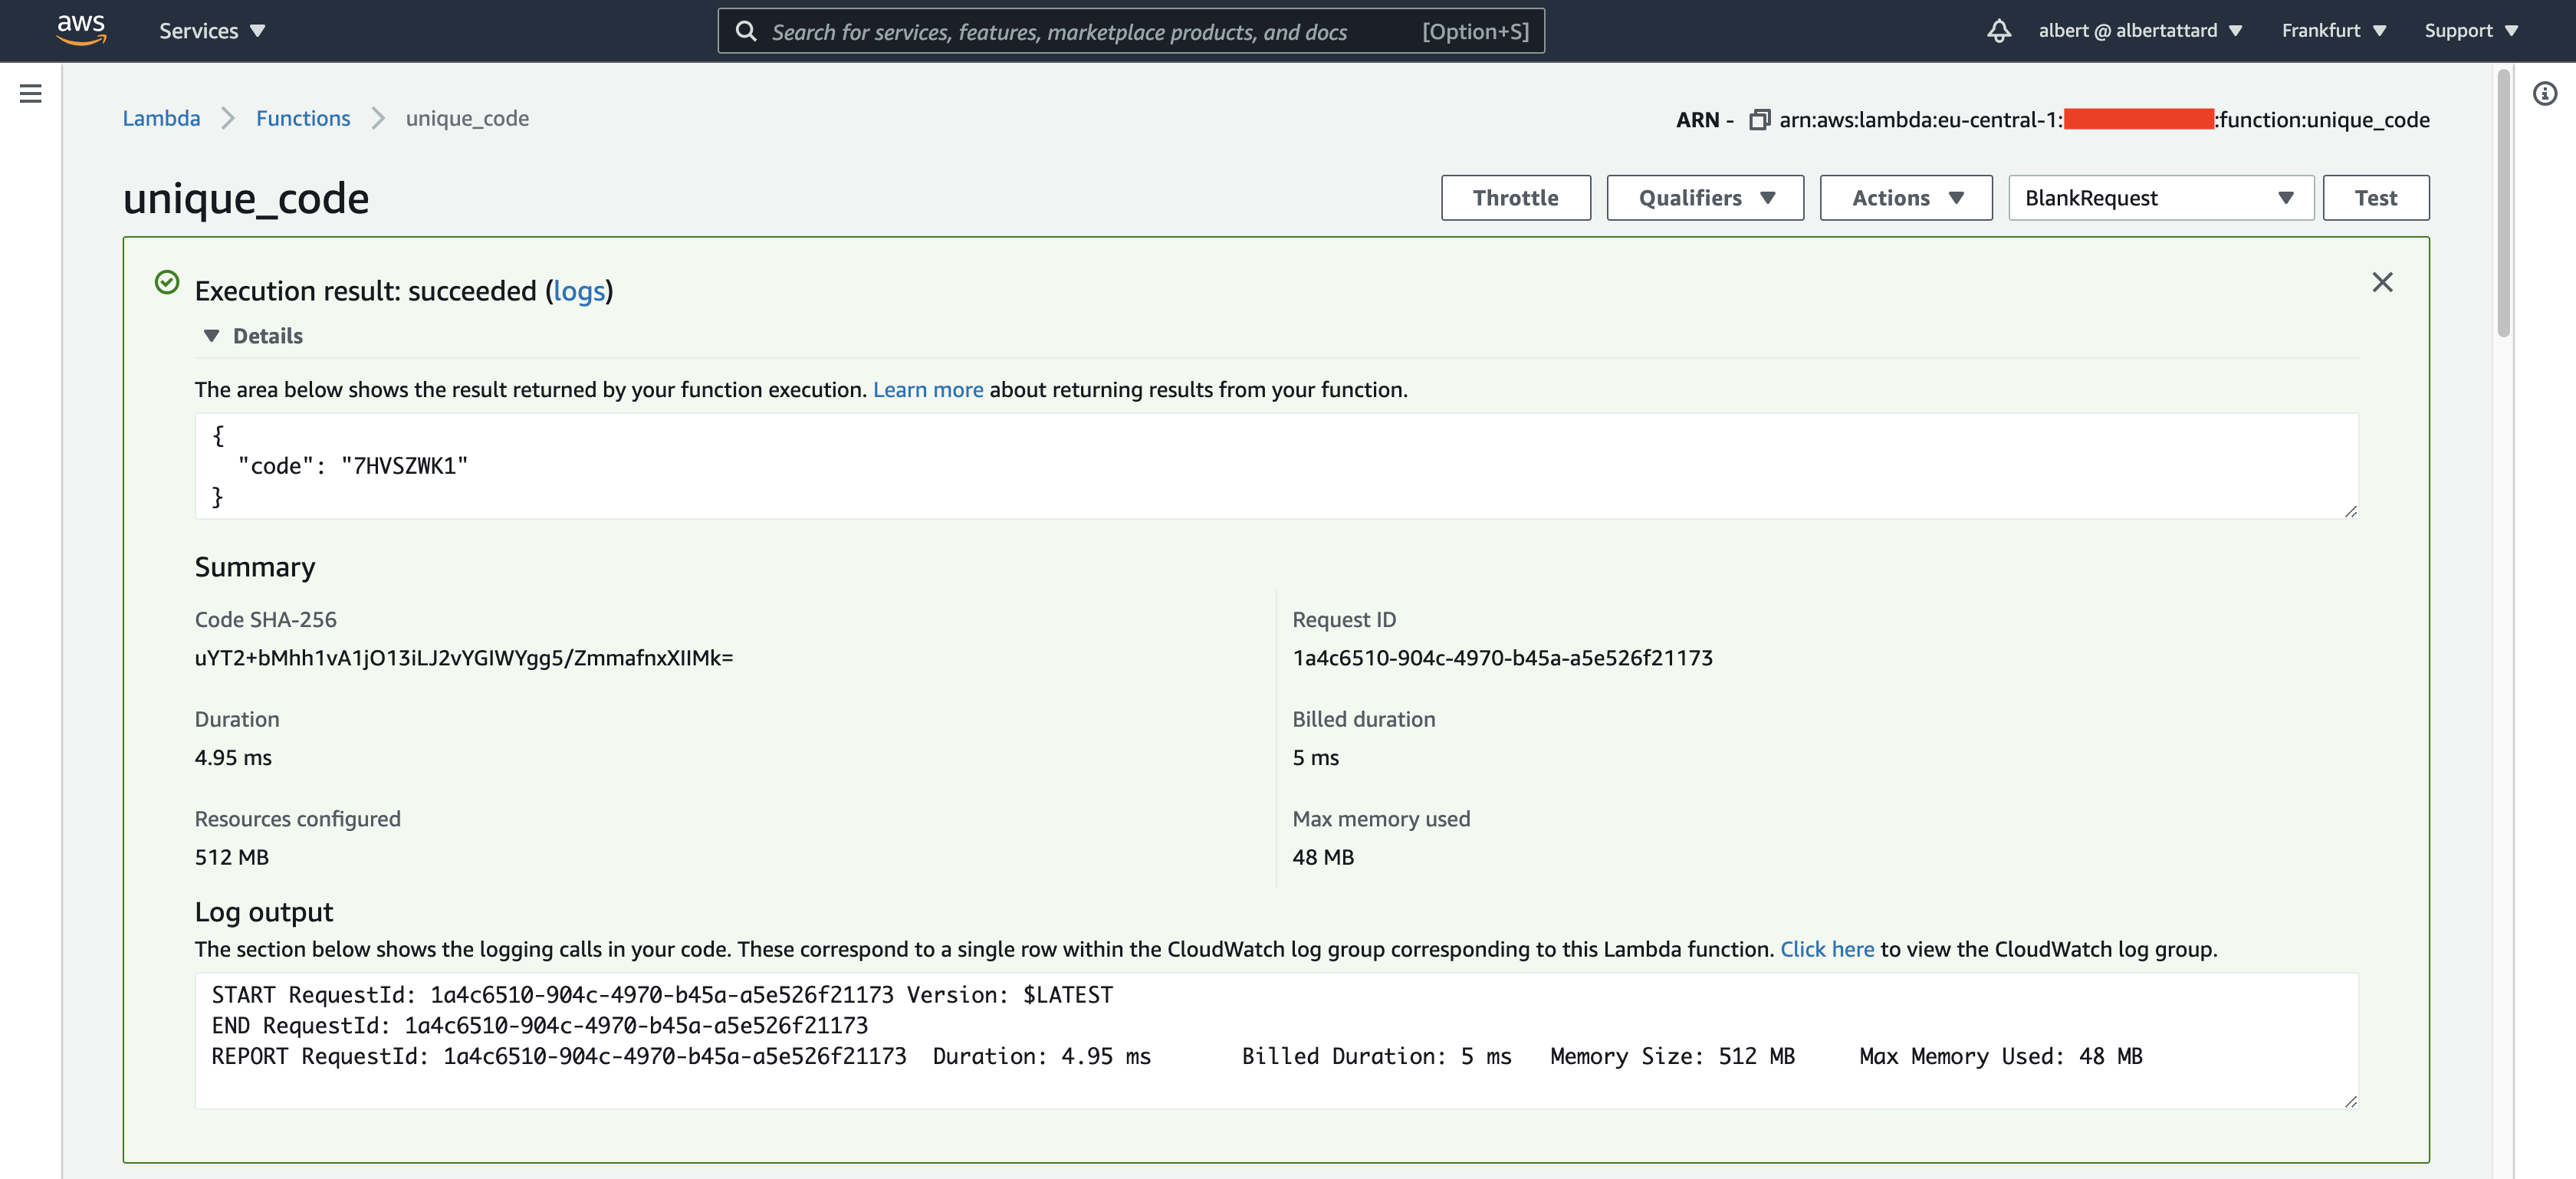 aws Services Search for services, features, marketplace products, and docs [Option+S] albert @ albertattard Frankfurt Support
Lambda Functions unique_code ARN - arn:aws:lambda:eu-central-1: :function:unique_code
unique_code Throttle Qualifiers Actions BlankRequest Test
Execution result: succeeded (logs)
Details
The area below shows the result returned by your function execution. Learn more about returning results from your function.
{
"code": "7HVSZWK1"
}
Summary
Code SHA-256 Request ID
uYT2+bMhh1vA1jO13iLJ2vYGIWYgg5/ZmmafnxXIIMk= 1a4c6510-904c-4970-b45a-a5e526f21173
Duration Billed duration
4.95 ms 5 ms
Resources configured Max memory used
512 MB 48 MB
Log output
The section below shows the logging calls in your code. These correspond to a single row within the CloudWatch log group corresponding to this Lambda function. Click here to view the CloudWatch log group.
START RequestId: 1a4c6510-904c-4970-b45a-a5e526f21173 Version: $LATEST
END RequestId: 1a4c6510-904c-4970-b45a-a5e526f21173
REPORT RequestId: 1a4c6510-904c-4970-b45a-a5e526f21173 Duration: 4.95 ms Billed Duration: 5 ms Memory Size: 512 MB Max Memory Used: 48 MB